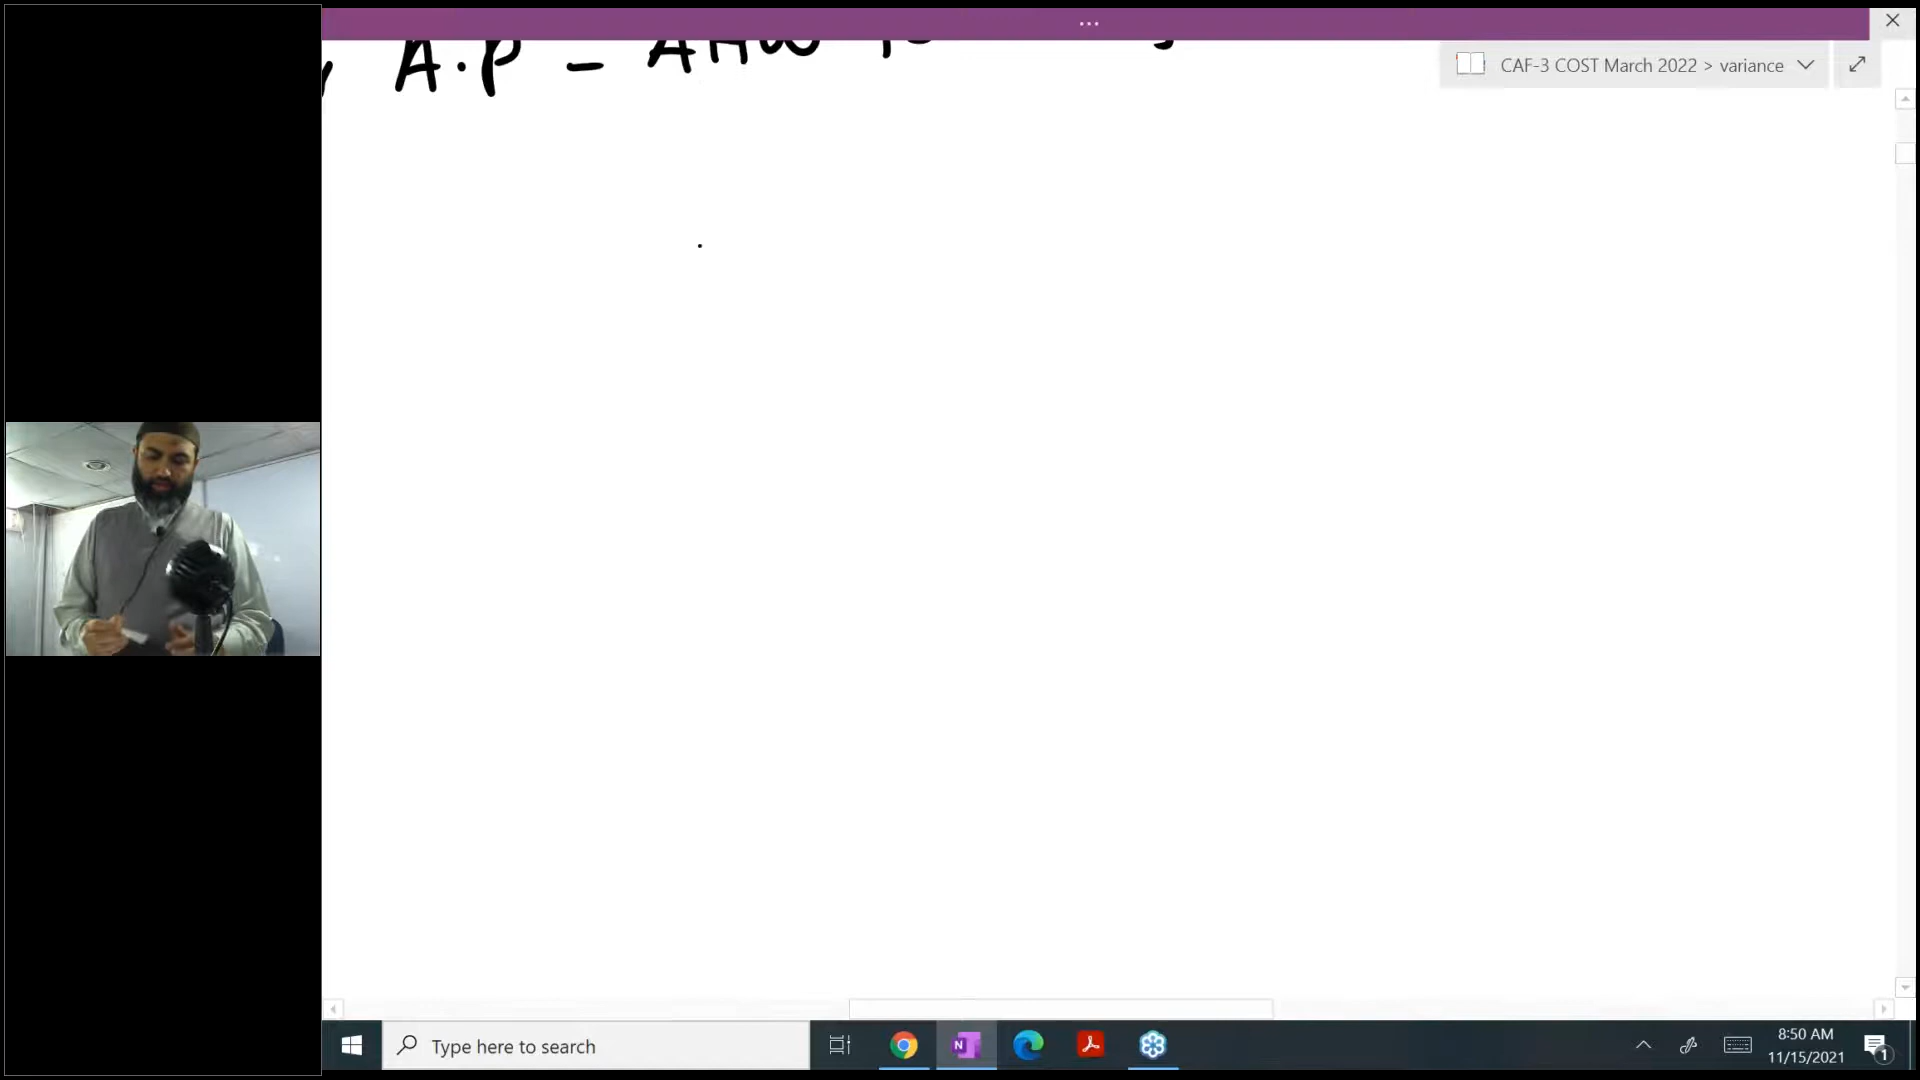 ...
A.P - AHW
CAF-3 COST March 2022 > variance
Type here to search
8:50 AM
11/15/2021
1